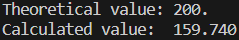 Theoretical value: 200.
Calculated value:  159.740